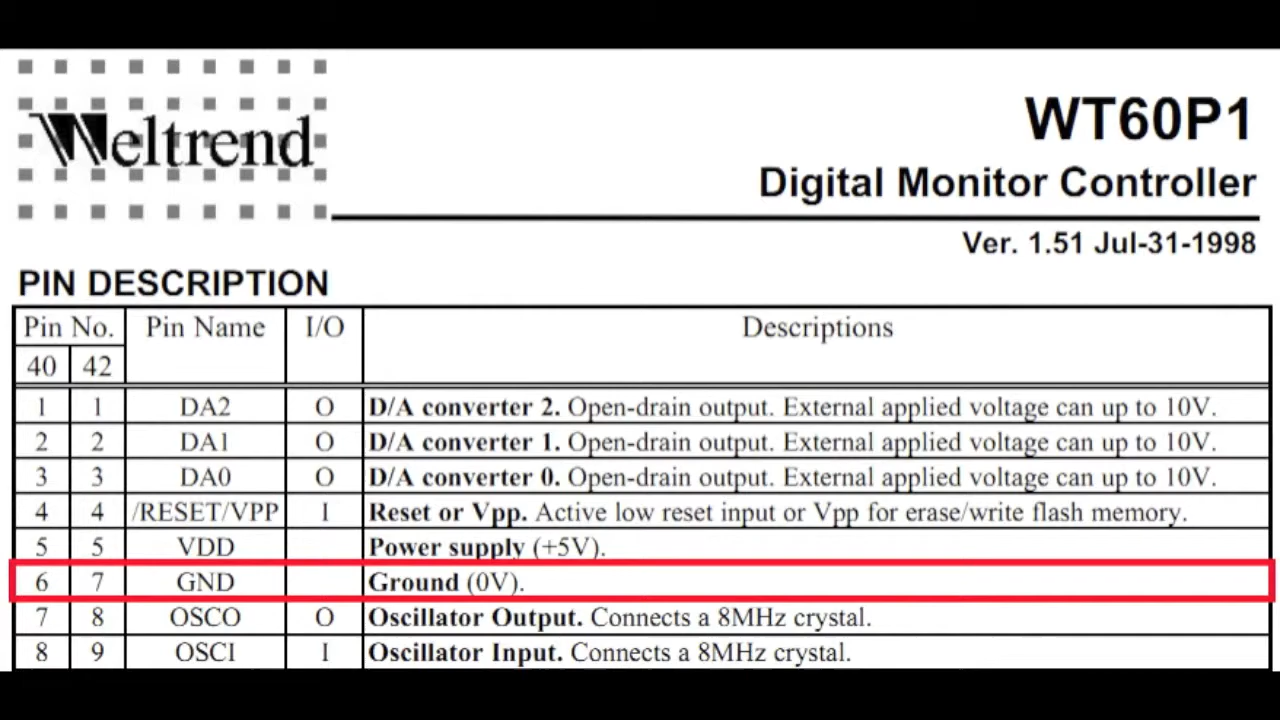 Weltrend
WT60P1
Digital Monitor Controller
Ver. 1.51 Jul-31-1998
PIN DESCRIPTION
Pin No. Pin Name I/O Descriptions
40 42
1 1 DA2 O D/A converter 2. Open-drain output. External applied voltage can up to 10V.
2 2 DA1 O D/A converter 1. Open-drain output. External applied voltage can up to 10V.
3 3 DA0 O D/A converter 0. Open-drain output. External applied voltage can up to 10V.
4 4 /RESET/VPP I Reset or Vpp. Active low reset input or Vpp for erase/write flash memory.
5 5 VDD Power supply (+5V).
6 7 GND Ground (0V).
7 8 OSCO O Oscillator Output. Connects a 8MHz crystal.
8 9 OSCI I Oscillator Input. Connects a 8MHz crystal.